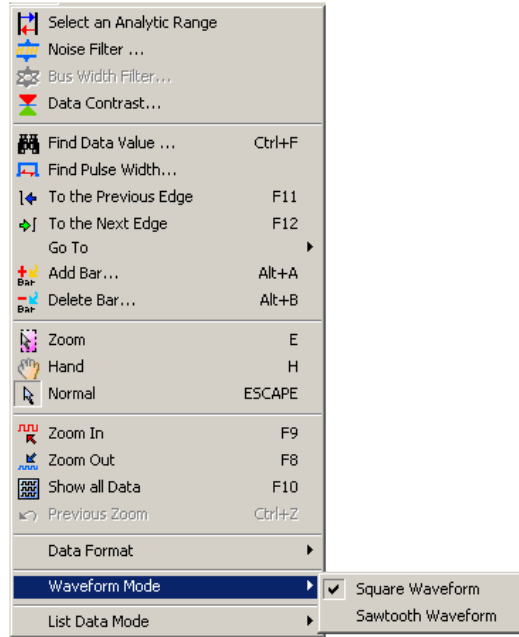 Select an Analytic Range
Noise Filter ...
Bus Width Filter...
Data Contrast...
Find Data Value ... Ctrl+F
Find Pulse Width...
To the Previous Edge F11
To the Next Edge F12
Go To
Bar Add Bar... Alt+A
Bar Delete Bar... Alt+B
Zoom E
Hand H
Normal ESCAPE
Zoom In F9
Zoom Out F8
Show all Data F10
Previous Zoom Ctrl+Z
Data Format
Waveform Mode
Square Waveform
Sawtooth Waveform
List Data Mode